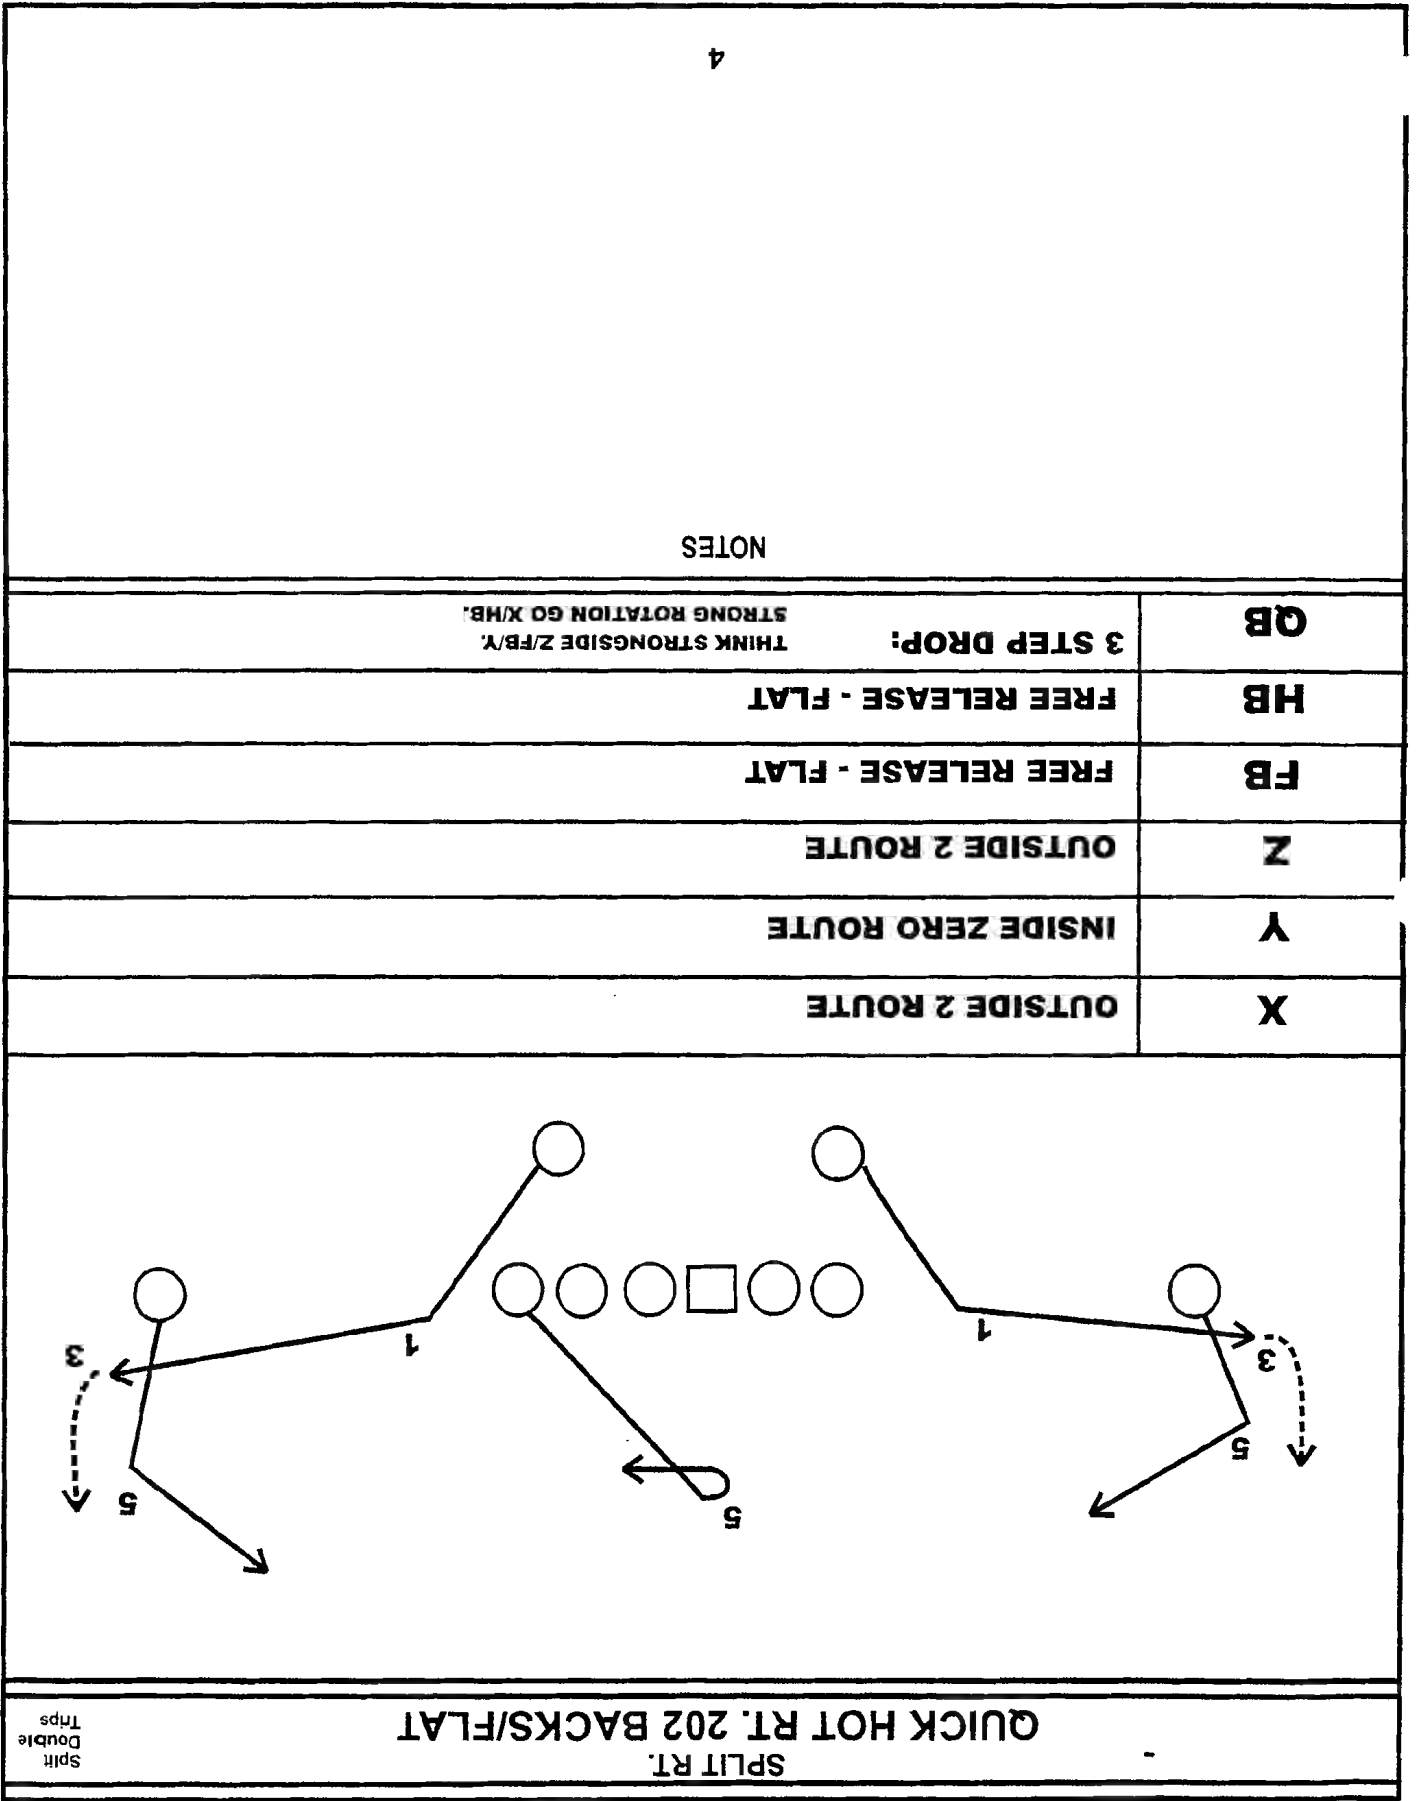 SPLIT RT.
QUICK HOT RT. 202 BACKS/FLAT
Split
Double
Trips
5
5
5
3
3
1
1
X OUTSIDE 2 ROUTE
Y INSIDE ZERO ROUTE
Z OUTSIDE 2 ROUTE
FB FREE RELEASE - FLAT
HB FREE RELEASE - FLAT
QB 3 STEP DROP: THINK STRONGSIDE Z/FB/Y.
STRONG ROTATION GO X/HB.
NOTES
4